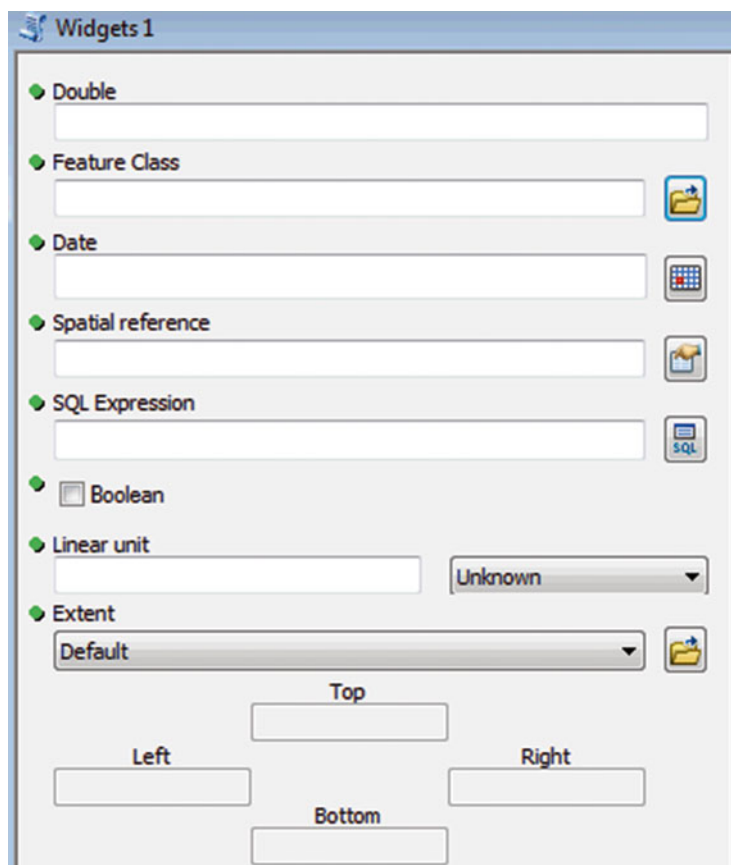 Widgets 1
Double
Feature Class
Date
Spatial reference
SQL Expression
SQL
Boolean
Linear unit
Unknown
Extent
Default
Top
Left Right
Bottom